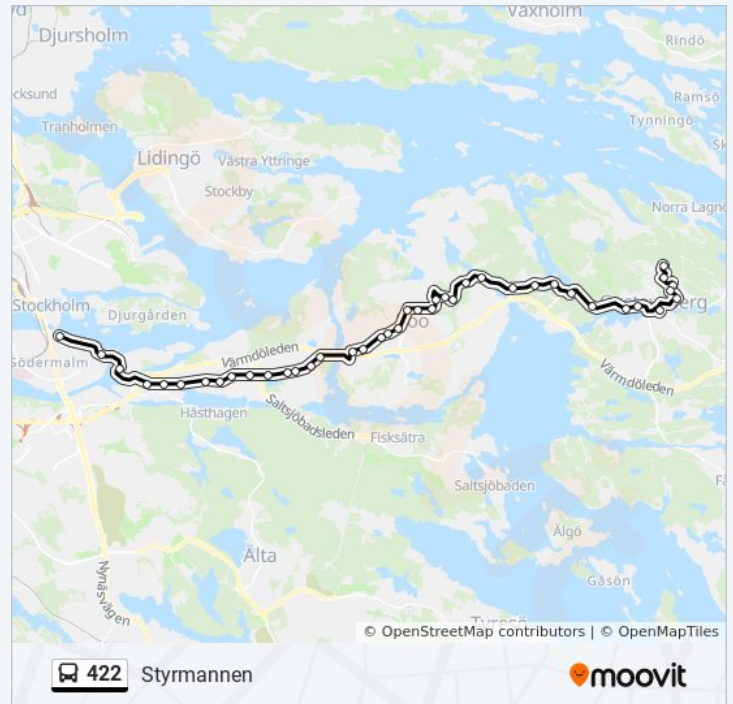 Djursholm
Vaxholm
Rindö
cksund
Tranholmen
Ramsö
Tynningö
Lidingö
Västra Yttringe
Stockby
Norra Lagnö
Stockholm
Djurgården
Södermalm
Värmdöleden
Värmdöleden
Hästhagen
Saltsjöbadsleden
Fisksätra
Saltsjöbaden
Älgö
Älta
Gåsön
Nynäsvägen
Tyresö
© OpenStreetMap contributors | © OpenMapTiles
422 Styrmannen
moovit